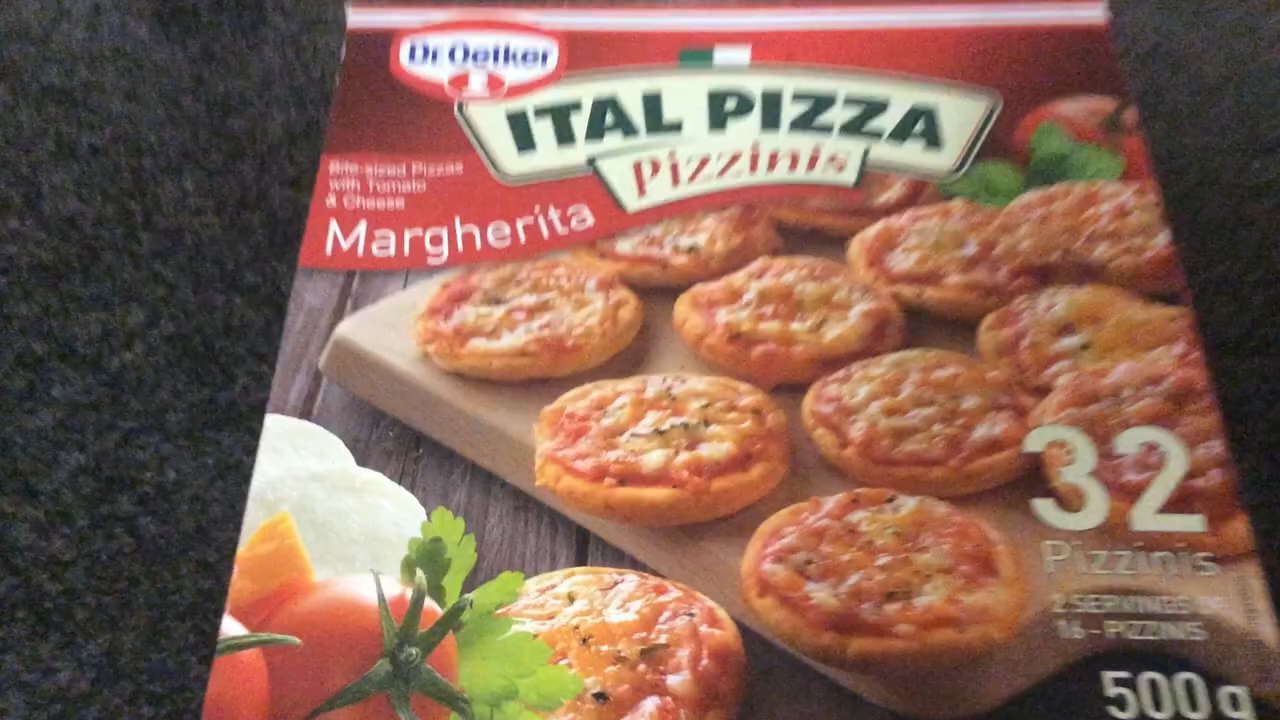 Dr. Oetker
ITAL PIZZA
Pizzinis
Bite-sized Pizzas
with Tomato
& Cheese
Margherita
32
Pizzinis
2 SERVINGS
16 - PIZZINIS
500g